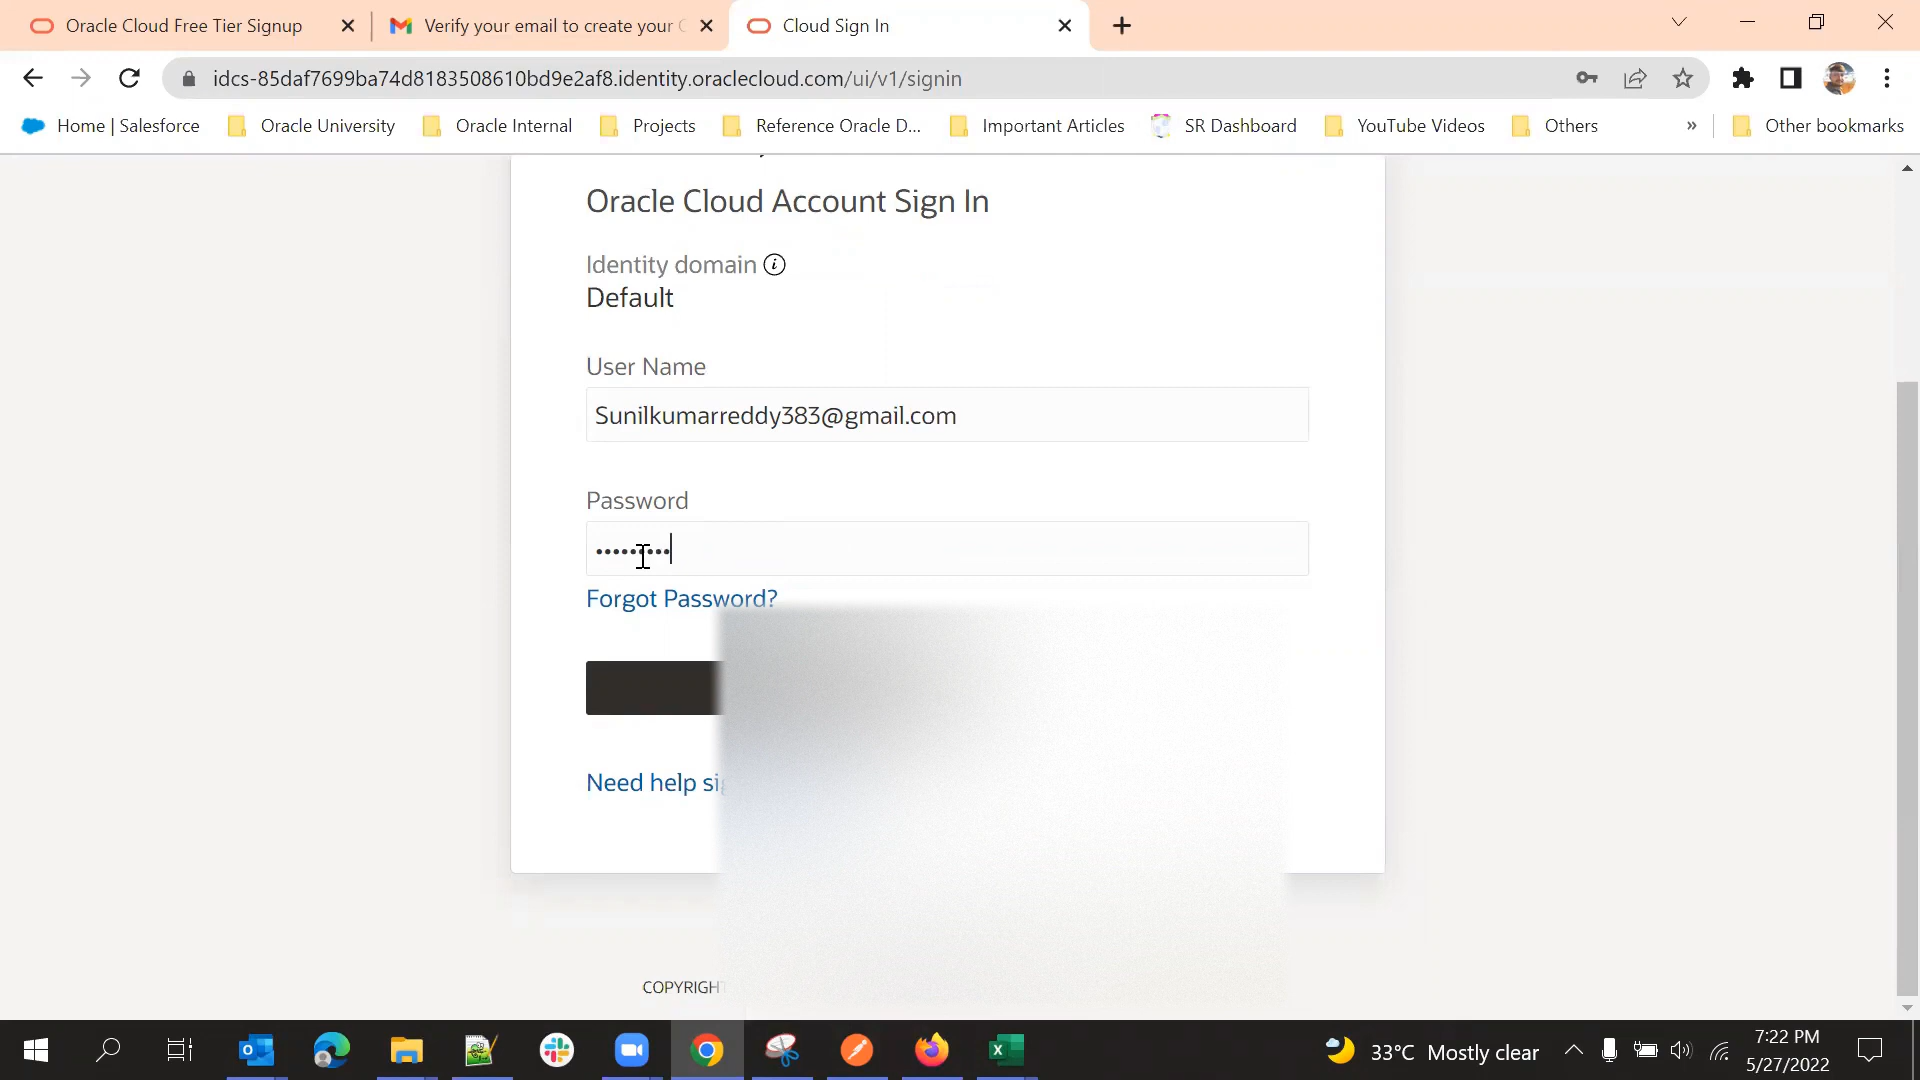 Oracle Cloud Free Tier Signup
Verify your email to create your
Cloud Sign In
idcs-85daf7699ba74d8183508610bd9e2af8.identity.oraclecloud.com/ui/v1/signin
Home | Salesforce
Oracle University
Oracle Internal
Projects
Reference Oracle D...
Important Articles
SR Dashboard
YouTube Videos
Others
»
Other bookmarks
Oracle Cloud Account Sign In
Identity domain
Default
User Name
Sunilkumarreddy383@gmail.com
Password
Forgot Password?
Need help
COPYRIGHT
33°C Mostly clear
7:22 PM
5/27/2022